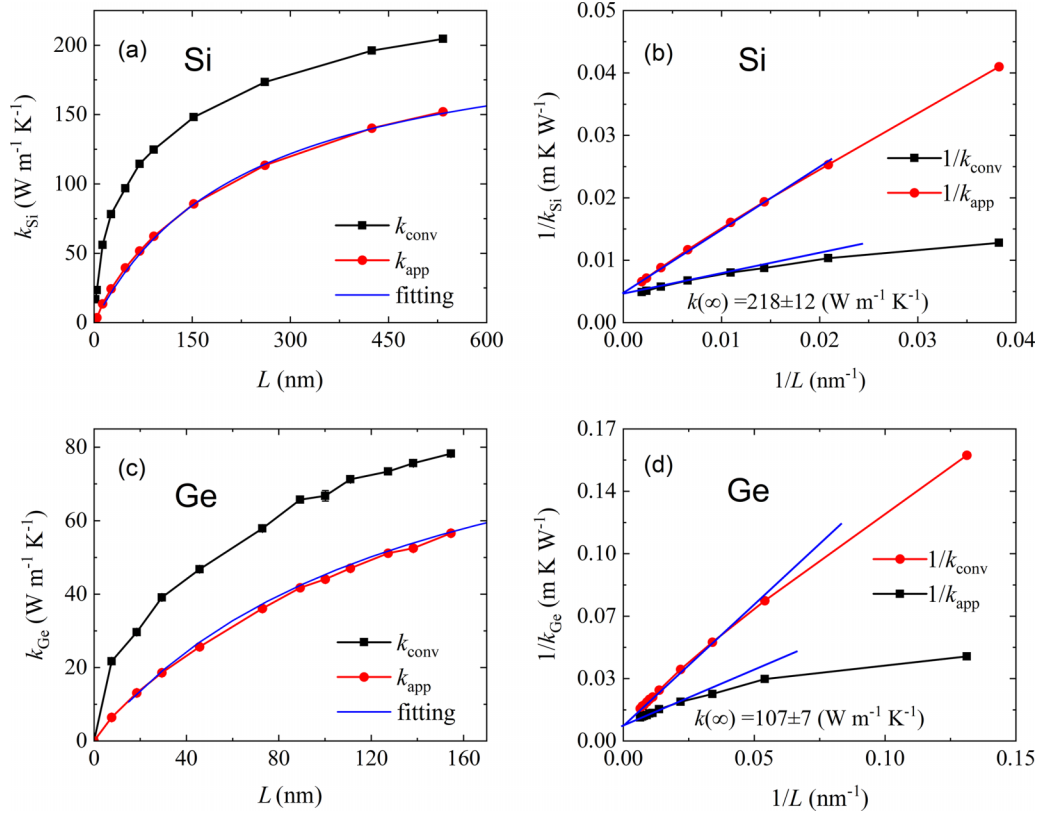 (a)
Si
k_Si (W m⁻¹ K⁻¹)
200
150
100
50
0
k_conv
k_app
fitting
0 150 300 450 600
L (nm)
(b)
Si
1/k_Si (m K W⁻¹)
0.05
0.04
0.03
0.02
0.01
0.00
1/k_conv
1/k_app
k(∞) =218±12 (W m⁻¹ K⁻¹)
0.00 0.01 0.02 0.03 0.04
1/L (nm⁻¹)
(c)
Ge
k_Ge (W m⁻¹ K⁻¹)
80
60
40
20
0
k_conv
k_app
fitting
0 40 80 120 160
L (nm)
(d)
Ge
1/k_Ge (m K W⁻¹)
0.17
0.14
0.10
0.07
0.03
0.00
1/k_conv
1/k_app
k(∞) =107±7 (W m⁻¹ K⁻¹)
0.00 0.05 0.10 0.15
1/L (nm⁻¹)